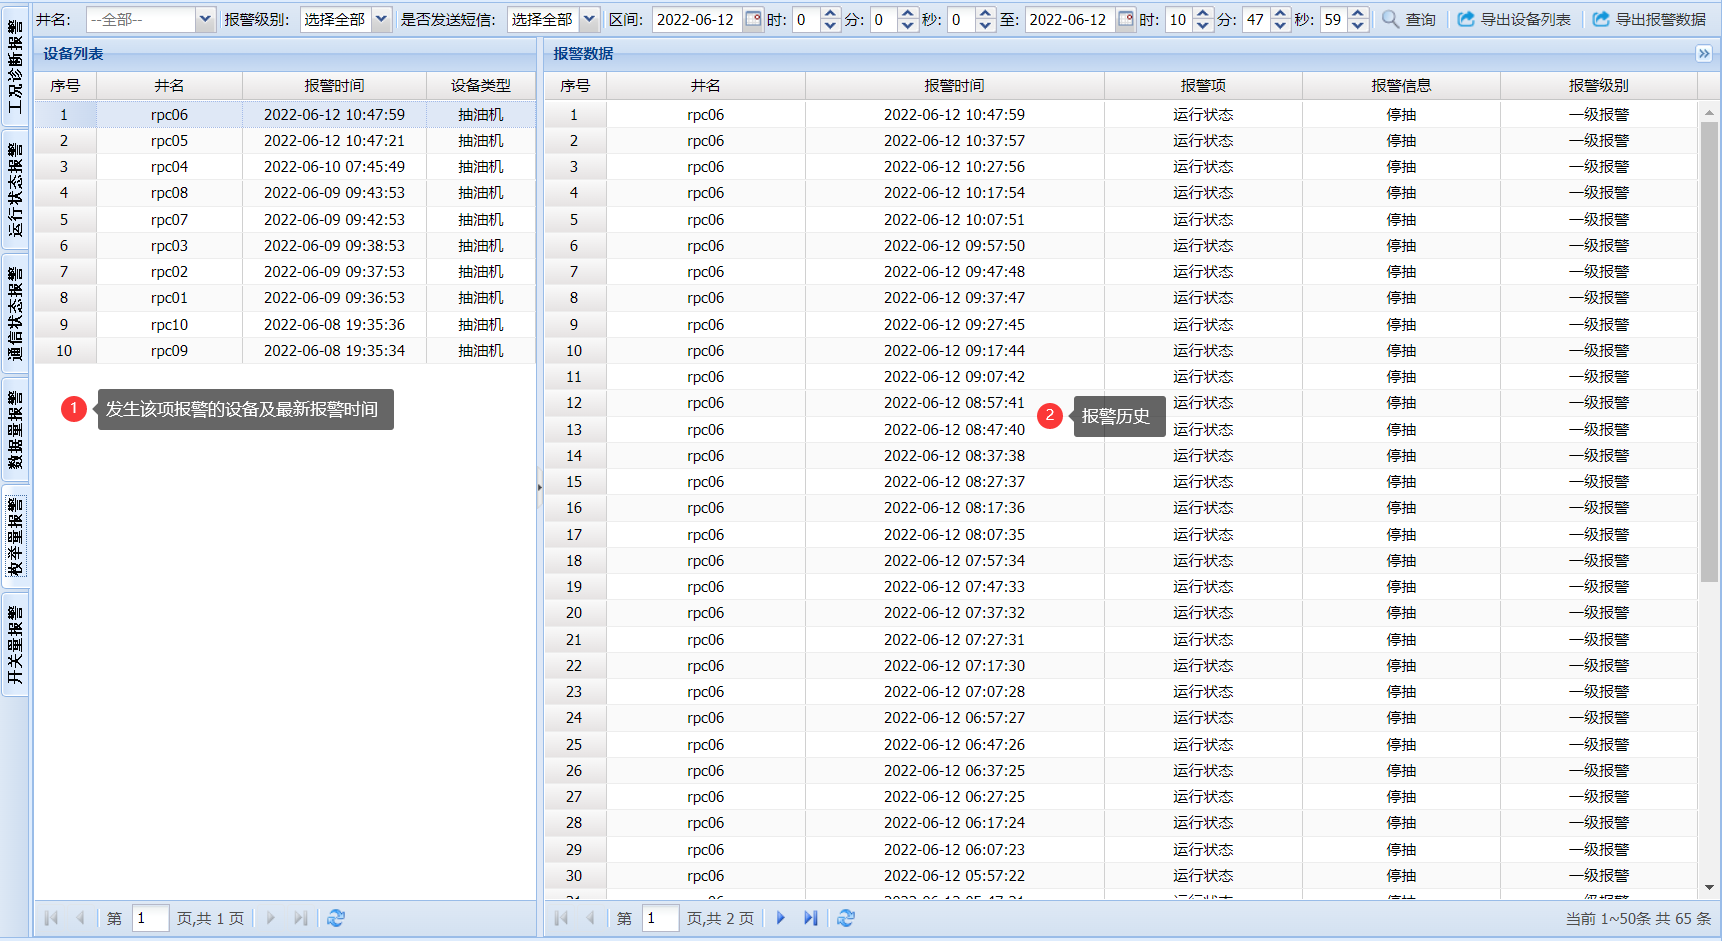 井名: --全部-- 报警级别: 选择全部 是否发送短信: 选择全部 区间: 2022-06-12 时: 0 分: 0 秒: 0 至: 2022-06-12 时: 10 分: 47 秒: 59 查询 导出设备列表 导出报警数据
工况诊断报警
运行状态报警
通信状态报警
数据量报警
枚举量报警
开关量报警
设备列表
序号 井名 报警时间 设备类型
1 rpc06 2022-06-12 10:47:59 抽油机
2 rpc05 2022-06-12 10:47:21 抽油机
3 rpc04 2022-06-10 07:45:49 抽油机
4 rpc08 2022-06-09 09:43:53 抽油机
5 rpc07 2022-06-09 09:42:53 抽油机
6 rpc03 2022-06-09 09:38:53 抽油机
7 rpc02 2022-06-09 09:37:53 抽油机
8 rpc01 2022-06-09 09:36:53 抽油机
9 rpc10 2022-06-08 19:35:36 抽油机
10 rpc09 2022-06-08 19:35:34 抽油机
1 发生该项报警的设备及最新报警时间
第 1 页,共 1 页
报警数据
序号 井名 报警时间 报警项 报警信息 报警级别
1 rpc06 2022-06-12 10:47:59 运行状态 停抽 一级报警
2 rpc06 2022-06-12 10:37:57 运行状态 停抽 一级报警
3 rpc06 2022-06-12 10:27:56 运行状态 停抽 一级报警
4 rpc06 2022-06-12 10:17:54 运行状态 停抽 一级报警
5 rpc06 2022-06-12 10:07:51 运行状态 停抽 一级报警
6 rpc06 2022-06-12 09:57:50 运行状态 停抽 一级报警
7 rpc06 2022-06-12 09:47:48 运行状态 停抽 一级报警
8 rpc06 2022-06-12 09:37:47 运行状态 停抽 一级报警
9 rpc06 2022-06-12 09:27:45 运行状态 停抽 一级报警
10 rpc06 2022-06-12 09:17:44 运行状态 停抽 一级报警
11 rpc06 2022-06-12 09:07:42 运行状态 停抽 一级报警
12 rpc06 2022-06-12 08:57:41 运行状态 停抽 一级报警
2 报警历史
13 rpc06 2022-06-12 08:47:40 运行状态 停抽 一级报警
14 rpc06 2022-06-12 08:37:38 运行状态 停抽 一级报警
15 rpc06 2022-06-12 08:27:37 运行状态 停抽 一级报警
16 rpc06 2022-06-12 08:17:36 运行状态 停抽 一级报警
17 rpc06 2022-06-12 08:07:35 运行状态 停抽 一级报警
18 rpc06 2022-06-12 07:57:34 运行状态 停抽 一级报警
19 rpc06 2022-06-12 07:47:33 运行状态 停抽 一级报警
20 rpc06 2022-06-12 07:37:32 运行状态 停抽 一级报警
21 rpc06 2022-06-12 07:27:31 运行状态 停抽 一级报警
22 rpc06 2022-06-12 07:17:30 运行状态 停抽 一级报警
23 rpc06 2022-06-12 07:07:28 运行状态 停抽 一级报警
24 rpc06 2022-06-12 06:57:27 运行状态 停抽 一级报警
25 rpc06 2022-06-12 06:47:26 运行状态 停抽 一级报警
26 rpc06 2022-06-12 06:37:25 运行状态 停抽 一级报警
27 rpc06 2022-06-12 06:27:25 运行状态 停抽 一级报警
28 rpc06 2022-06-12 06:17:24 运行状态 停抽 一级报警
29 rpc06 2022-06-12 06:07:23 运行状态 停抽 一级报警
30 rpc06 2022-06-12 05:57:22 运行状态 停抽 一级报警
第 1 页,共 2 页 当前 1~50条 共 65 条